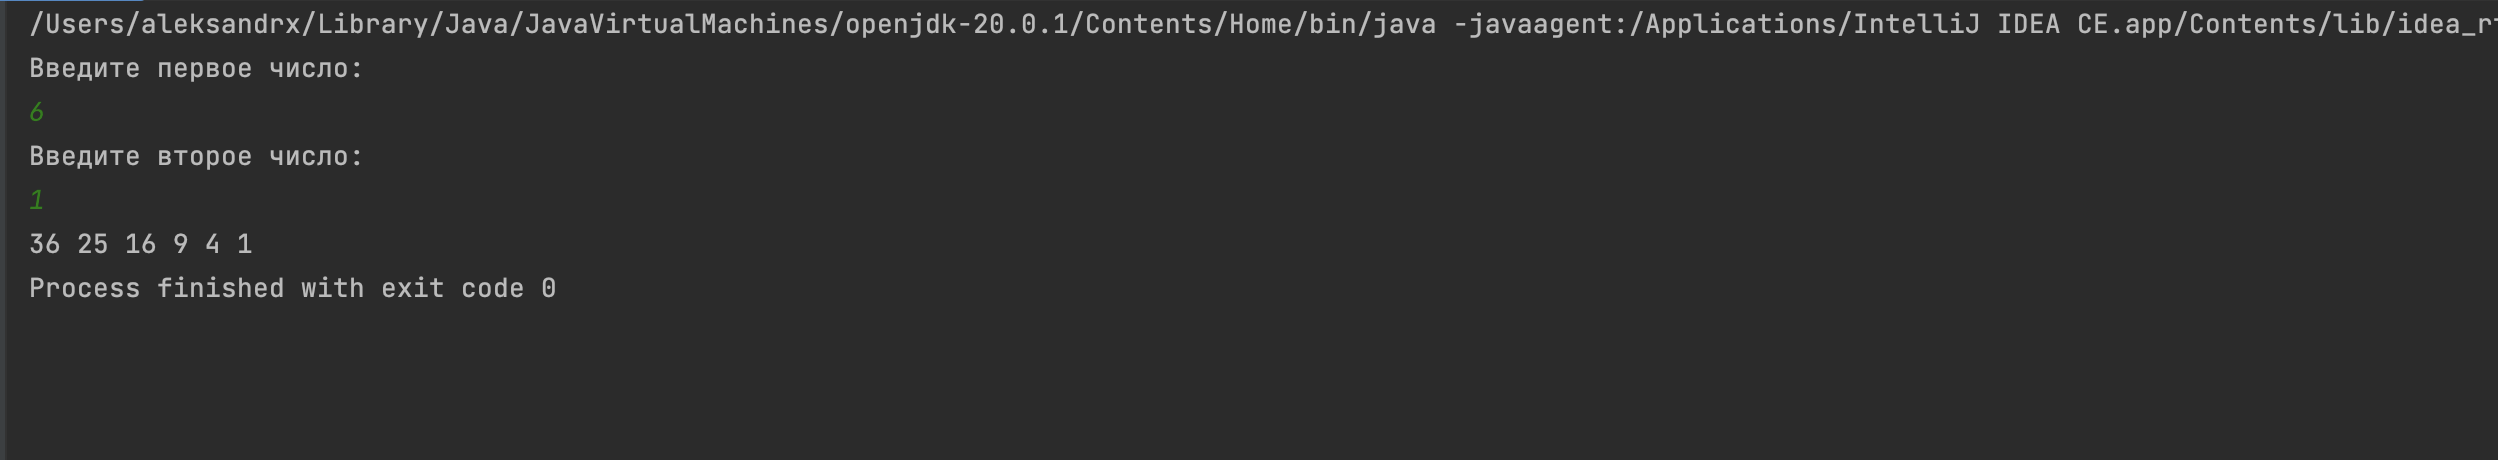 /Users/aleksandrx/Library/Java/JavaVirtualMachines/openjdk-20.0.1/Contents/Home/bin/java -javaagent:/Applications/IntelliJ IDEA CE.app/Contents/lib/idea_r
Введите первое число:
6
Введите второе число:
1
36 25 16 9 4 1
Process finished with exit code 0